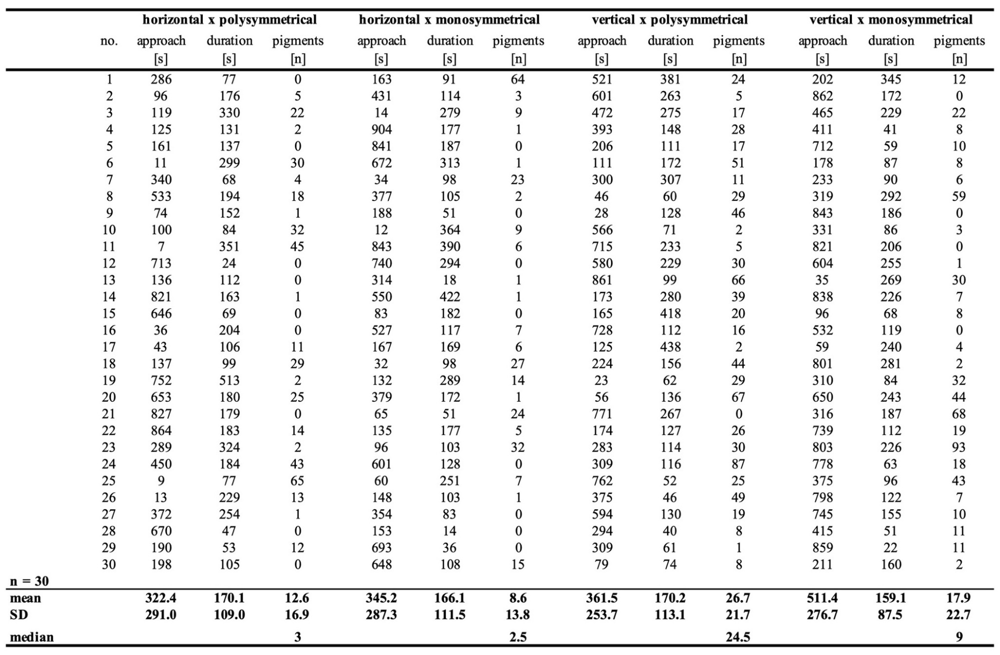 horizontal x polysymmetrical horizontal x monosymmetrical vertical x polysymmetrical vertical x monosymmetrical
no. approach duration pigments approach duration pigments approach duration pigments approach duration pigments
[s] [s] [n] [s] [s] [n] [s] [s] [n] [s] [s] [n]
1 286 77 0 163 91 64 521 381 24 202 345 12
2 96 176 5 431 114 3 601 263 5 862 172 0
3 119 330 22 14 279 9 472 275 17 465 229 22
4 125 131 2 904 177 1 393 148 28 411 41 8
5 161 137 0 841 187 0 206 111 17 712 59 10
6 11 299 30 672 313 1 111 172 51 178 87 8
7 340 68 4 34 98 23 300 307 11 233 90 6
8 533 194 18 377 105 2 46 60 29 319 292 59
9 74 152 1 188 51 0 28 128 46 843 186 0
10 100 84 32 12 364 9 566 71 2 331 86 3
11 7 351 45 843 390 6 715 233 5 821 206 0
12 713 24 0 740 294 0 580 229 30 604 255 1
13 136 112 0 314 18 1 861 99 66 35 269 30
14 821 163 1 550 422 1 173 280 39 838 226 7
15 646 69 0 83 182 0 165 418 20 96 68 8
16 36 204 0 527 117 7 728 112 16 532 119 0
17 43 106 11 167 169 6 125 438 2 59 240 4
18 137 99 29 32 98 27 224 156 44 801 281 2
19 752 513 2 132 289 14 23 62 29 310 84 32
20 653 180 25 379 172 1 56 136 67 650 243 44
21 827 179 0 65 51 24 771 267 0 316 187 68
22 864 183 14 135 177 5 174 127 26 739 112 19
23 289 324 2 96 103 32 283 114 30 803 226 93
24 450 184 43 601 128 0 309 116 87 778 63 18
25 9 77 65 60 251 7 762 52 25 375 96 43
26 13 229 13 148 103 1 375 46 49 798 122 7
27 372 254 1 354 83 0 594 130 19 745 155 10
28 670 47 0 153 14 0 294 40 8 415 51 11
29 190 53 12 693 36 0 309 61 1 859 22 11
30 198 105 0 648 108 15 79 74 8 211 160 2
n = 30
mean 322.4 170.1 12.6 345.2 166.1 8.6 361.5 170.2 26.7 511.4 159.1 17.9
SD 291.0 109.0 16.9 287.3 111.5 13.8 253.7 113.1 21.7 276.7 87.5 22.7
median 3 2.5 24.5 9